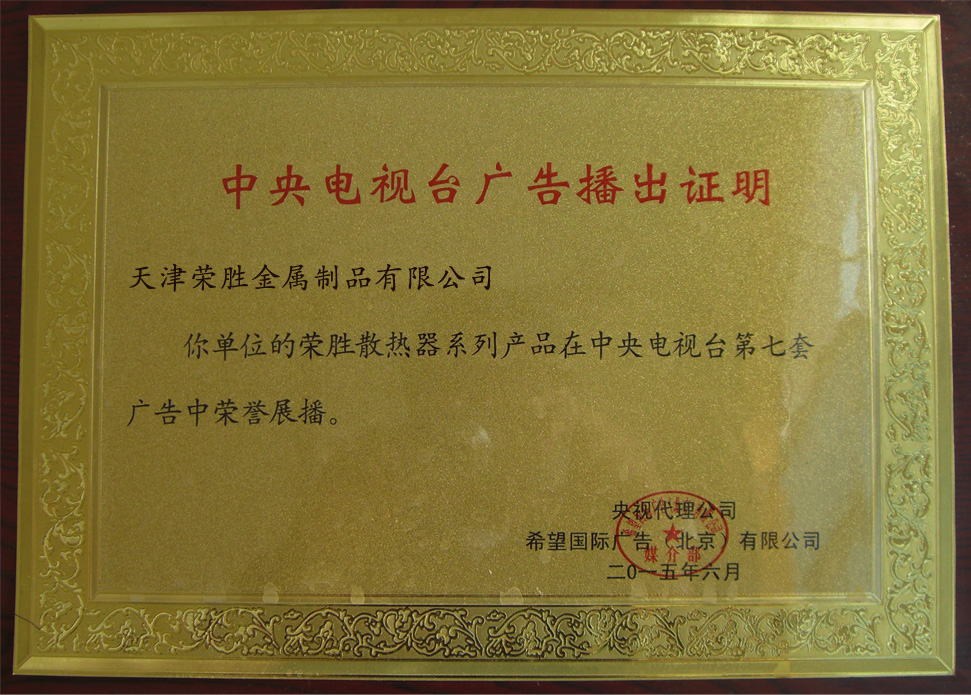 中央电视台广告播出证明
天津荣胜金属制品有限公司
你单位的荣胜散热器系列产品在中央电视台第七套
广告中荣誉展播。
央视代理公司
希望国际广告（北京）有限公司
二0一五年六月
媒介部